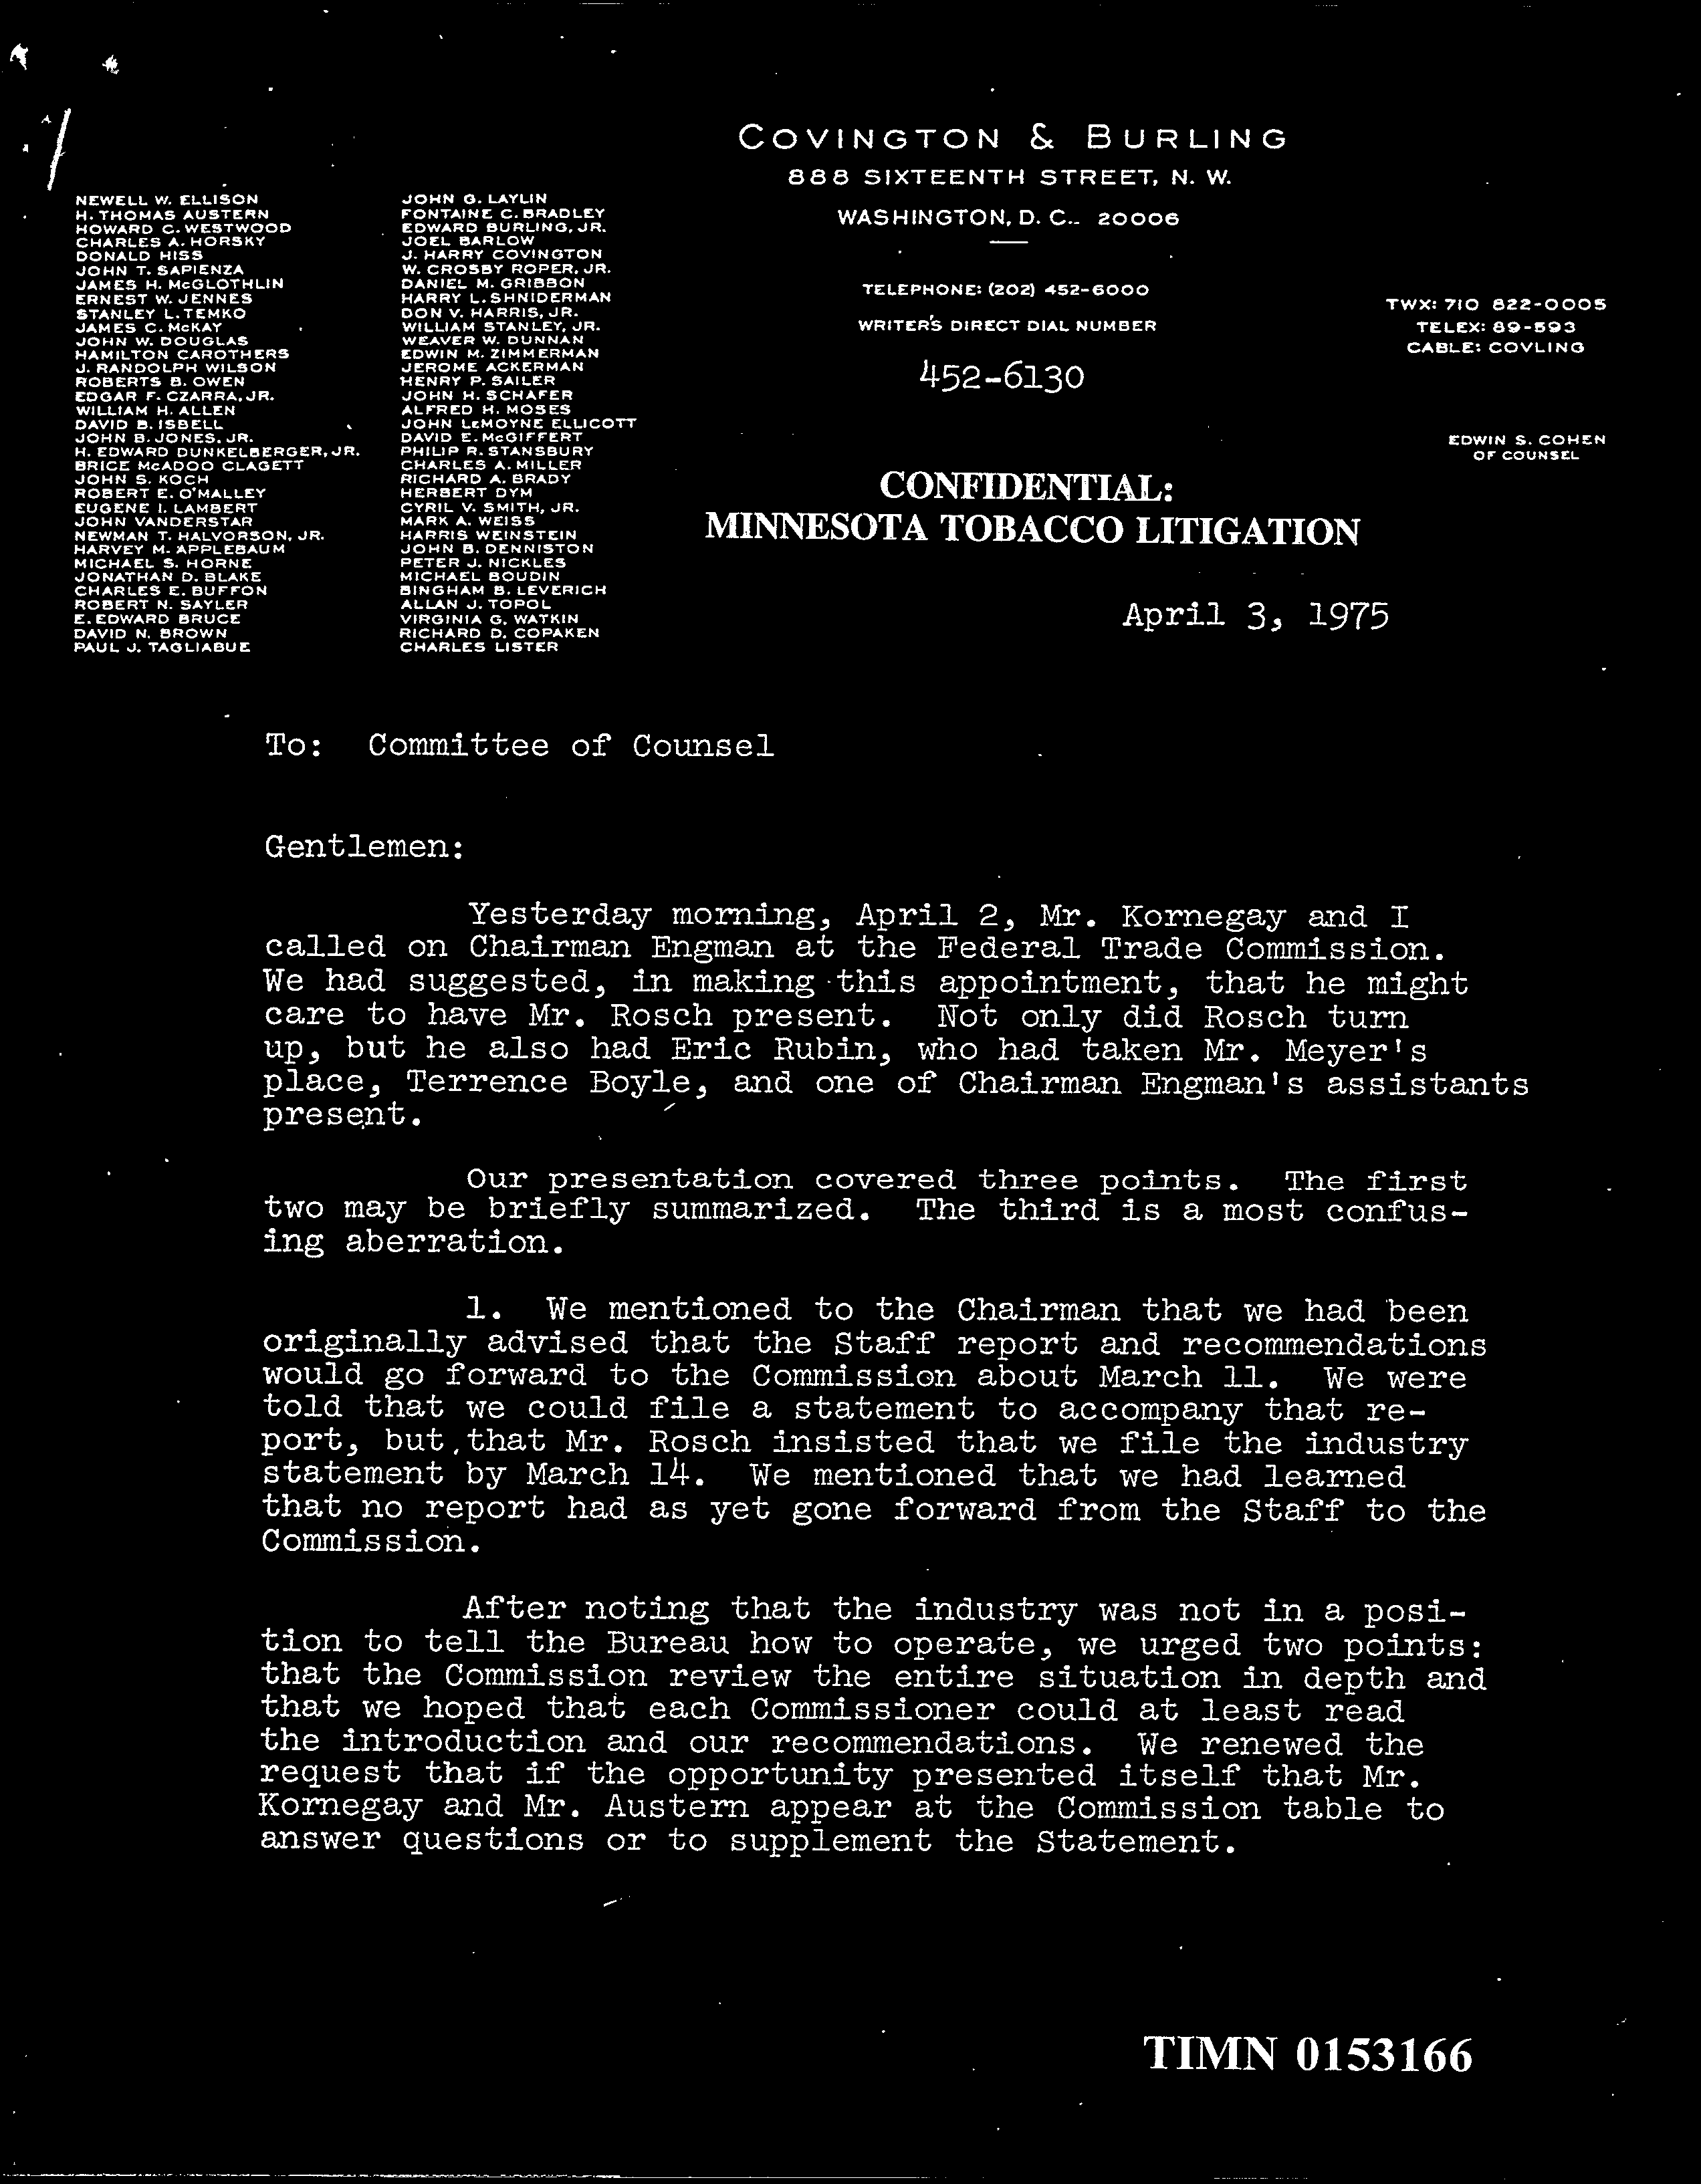 COVINGTON & BURLING
888 SIXTEENTH STREET, N. W.
WASHINGTON, D. C. 20006
TELEPHONE: (202) 452-6000
WRITER'S DIRECT DIAL NUMBER
452-6130
TWX: 710 822-0005
TELEX: 89-593
CABLE: COVLING
EDWIN S. COHEN
OF COUNSEL
NEWELL W. ELLISON
H. THOMAS AUSTERN
HOWARD C. WESTWOOD
CHARLES A. HORSKY
DONALD HISS
JOHN T. SAPIENZA
JAMES H. McGLOTHLIN
ERNEST W. JENNES
STANLEY L. TEMKO
JAMES C. McKAY
JOHN W. DOUGLAS
HAMILTON CAROTHERS
J. RANDOLPH WILSON
ROBERTS B. OWEN
EDGAR F. CZARRA, JR.
WILLIAM H. ALLEN
DAVID B. ISBELL
JOHN B. JONES, JR.
H. EDWARD DUNKELBERGER, JR.
BRICE McADOO CLAGETT
JOHN S. KOCH
ROBERT E. O'MALLEY
EUGENE I. LAMBERT
JOHN VANDERSTAR
NEWMAN T. HALVORSON, JR.
HARVEY M. APPLEBAUM
MICHAEL S. HORNE
JONATHAN D. BLAKE
CHARLES E. BUFFON
ROBERT N. SAYLER
E. EDWARD BRUCE
DAVID N. BROWN
PAUL J. TAGLIABUE
JOHN G. LAYLIN
FONTAINE C. BRADLEY
EDWARD BURLING, JR.
JOEL BARLOW
J. HARRY COVINGTON
W. CROSBY ROPER, JR.
DANIEL M. GRIBBON
HARRY L. SHNIDERMAN
DON V. HARRIS, JR.
WILLIAM STANLEY, JR.
WEAVER W. DUNNAN
EDWIN M. ZIMMERMAN
JEROME ACKERMAN
HENRY P. SAILER
JOHN H. SCHAFER
ALFRED H. MOSES
JOHN LeMOYNE ELLICOTT
DAVID E. McGIFFERT
PHILIP R. STANSBURY
CHARLES A. MILLER
RICHARD A. BRADY
HERBERT DYM
CYRIL V. SMITH, JR.
MARK A. WEISS
HARRIS WEINSTEIN
JOHN B. DENNISTON
PETER J. NICKLES
MICHAEL BOUDIN
BINGHAM B. LEVERICH
ALLAN J. TOPOL
VIRGINIA G. WATKIN
RICHARD D. COPAKEN
CHARLES LISTER
CONFIDENTIAL:
MINNESOTA TOBACCO LITIGATION
April 3, 1975
To: Committee of Counsel
Gentlemen:
Yesterday morning, April 2, Mr. Kornegay and I
called on Chairman Engman at the Federal Trade Commission.
We had suggested, in making this appointment, that he might
care to have Mr. Rosch present. Not only did Rosch turn
up, but he also had Eric Rubin, who had taken Mr. Meyer's
place, Terrence Boyle, and one of Chairman Engman's assistants
present.
Our presentation covered three points. The first
two may be briefly summarized. The third is a most confus-
ing aberration.
1. We mentioned to the Chairman that we had been
originally advised that the Staff report and recommendations
would go forward to the Commission about March 11. We were
told that we could file a statement to accompany that re-
port, but that Mr. Rosch insisted that we file the industry
statement by March 14. We mentioned that we had learned
that no report had as yet gone forward from the Staff to the
Commission.
After noting that the industry was not in a posi-
tion to tell the Bureau how to operate, we urged two points:
that the Commission review the entire situation in depth and
that we hoped that each Commissioner could at least read
the introduction and our recommendations. We renewed the
request that if the opportunity presented itself that Mr.
Kornegay and Mr. Austern appear at the Commission table to
answer questions or to supplement the Statement.
TIMN 0153166